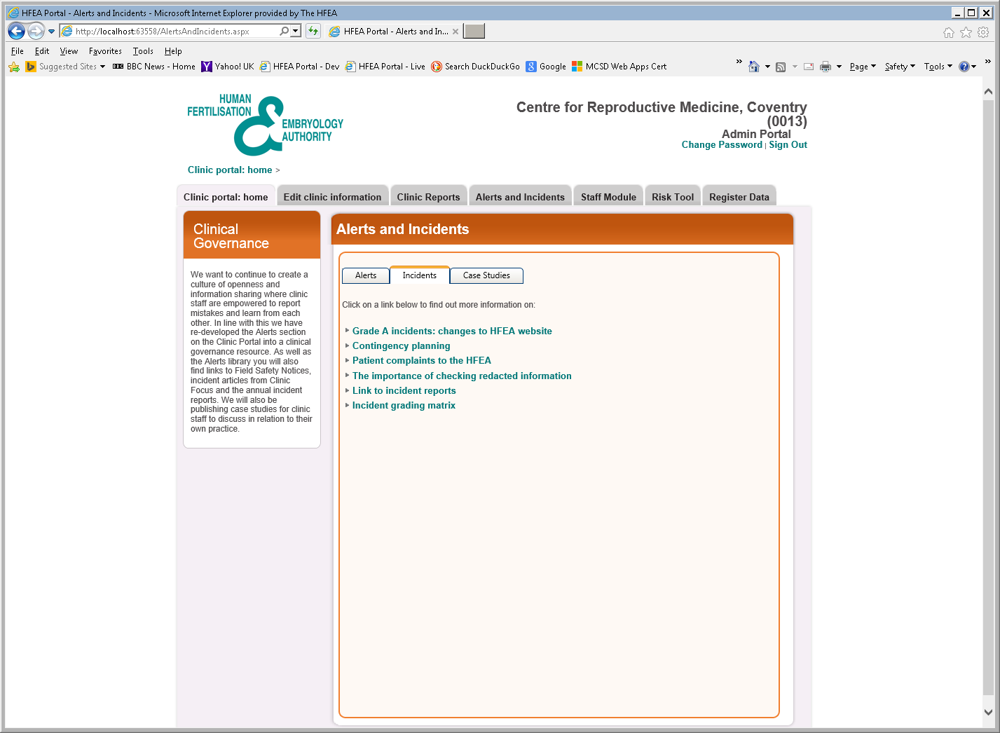 HFEA Portal - Alerts and Incidents - Microsoft Internet Explorer provided by The HFEA
http://localhost:63558/AlertsAndIncidents.aspx
HFEA Portal - Alerts and In...
File Edit View Favorites Tools Help
Suggested Sites BBC News - Home Yahoo! UK HFEA Portal - Dev HFEA Portal - Live Search DuckDuckGo Google MCSD Web Apps Cert
Page Safety Tools
HUMAN
FERTILISATION
&
EMBRYOLOGY
AUTHORITY
Centre for Reproductive Medicine, Coventry
(0013)
Admin Portal
Change Password | Sign Out
Clinic portal: home >
Clinic portal: home Edit clinic information Clinic Reports Alerts and Incidents Staff Module Risk Tool Register Data
Clinical
Governance
We want to continue to create a
culture of openness and
information sharing where clinic
staff are empowered to report
mistakes and learn from each
other. In line with this we have
re-developed the Alerts section
on the Clinic Portal into a clinical
governance resource. As well as
the Alerts library you will also
find links to Field Safety Notices,
incident articles from Clinic
Focus and the annual incident
reports. We will also be
publishing case studies for clinic
staff to discuss in relation to their
own practice.
Alerts and Incidents
Alerts Incidents Case Studies
Click on a link below to find out more information on:
Grade A incidents: changes to HFEA website
Contingency planning
Patient complaints to the HFEA
The importance of checking redacted information
Link to incident reports
Incident grading matrix